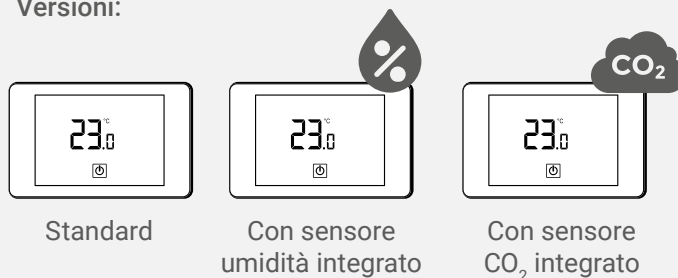 Versioni:
%
CO₂
23.0 °C
23.0 °C
23.0 °C
Standard
Con sensore
umidità integrato
Con sensore
CO₂ integrato